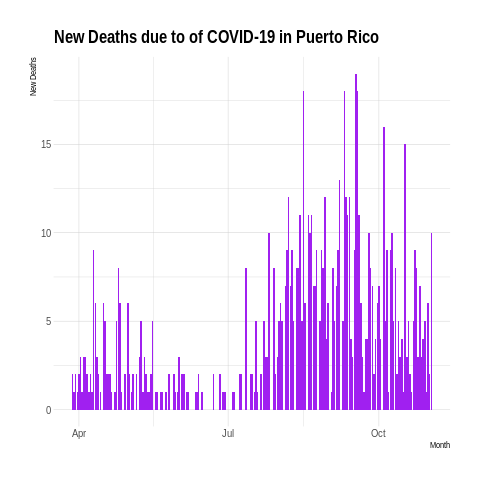 New Deaths due to of COVID-19 in Puerto Rico
New Deaths
15
10
5
0
Apr
Jul
Oct
Month